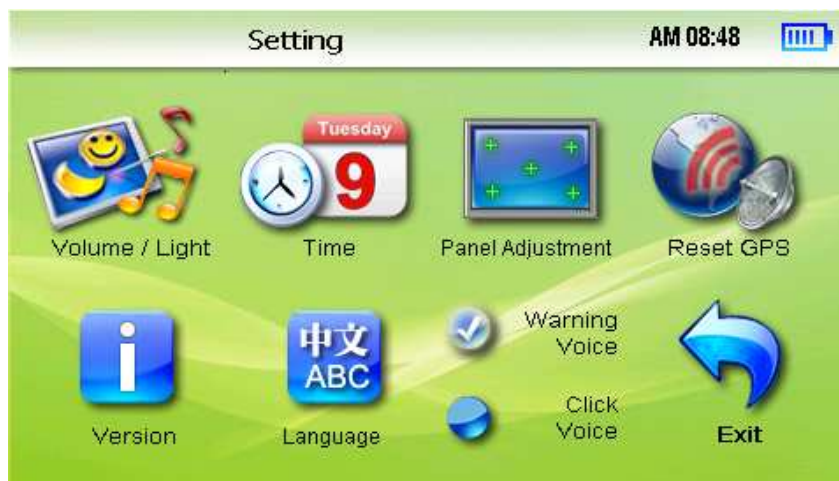 Setting
AM 08:48
Tuesday
9
Volume / Light
Time
Panel Adjustment
Reset GPS
i
中文
ABC
Version
Language
Warning
Voice
Click
Voice
Exit